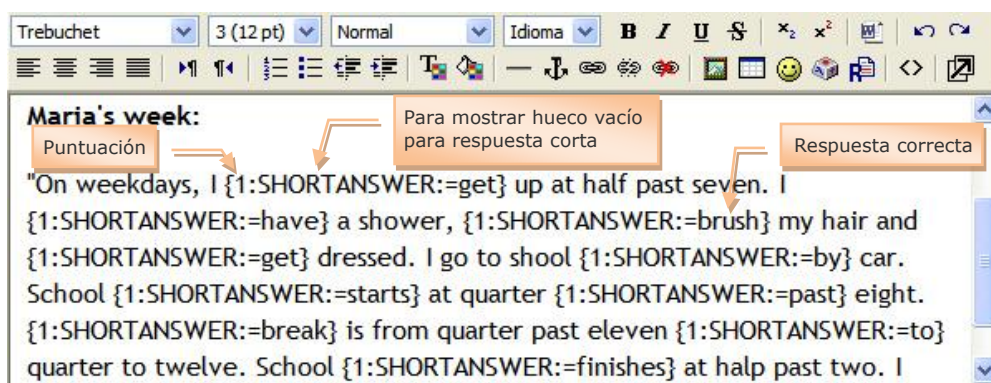 Trebuchet 3 (12 pt) Normal Idioma B I U S x₂ x²
Maria's week:
Puntuación
Para mostrar hueco vacío
para respuesta corta
Respuesta correcta
"On weekdays, I {1:SHORTANSWER:=get} up at half past seven. I
{1:SHORTANSWER:=have} a shower, {1:SHORTANSWER:=brush} my hair and
{1:SHORTANSWER:=get} dressed. I go to shool {1:SHORTANSWER:=by} car.
School {1:SHORTANSWER:=starts} at quarter {1:SHORTANSWER:=past} eight.
{1:SHORTANSWER:=break} is from quarter past eleven {1:SHORTANSWER:=to}
quarter to twelve. School {1:SHORTANSWER:=finishes} at halp past two. I